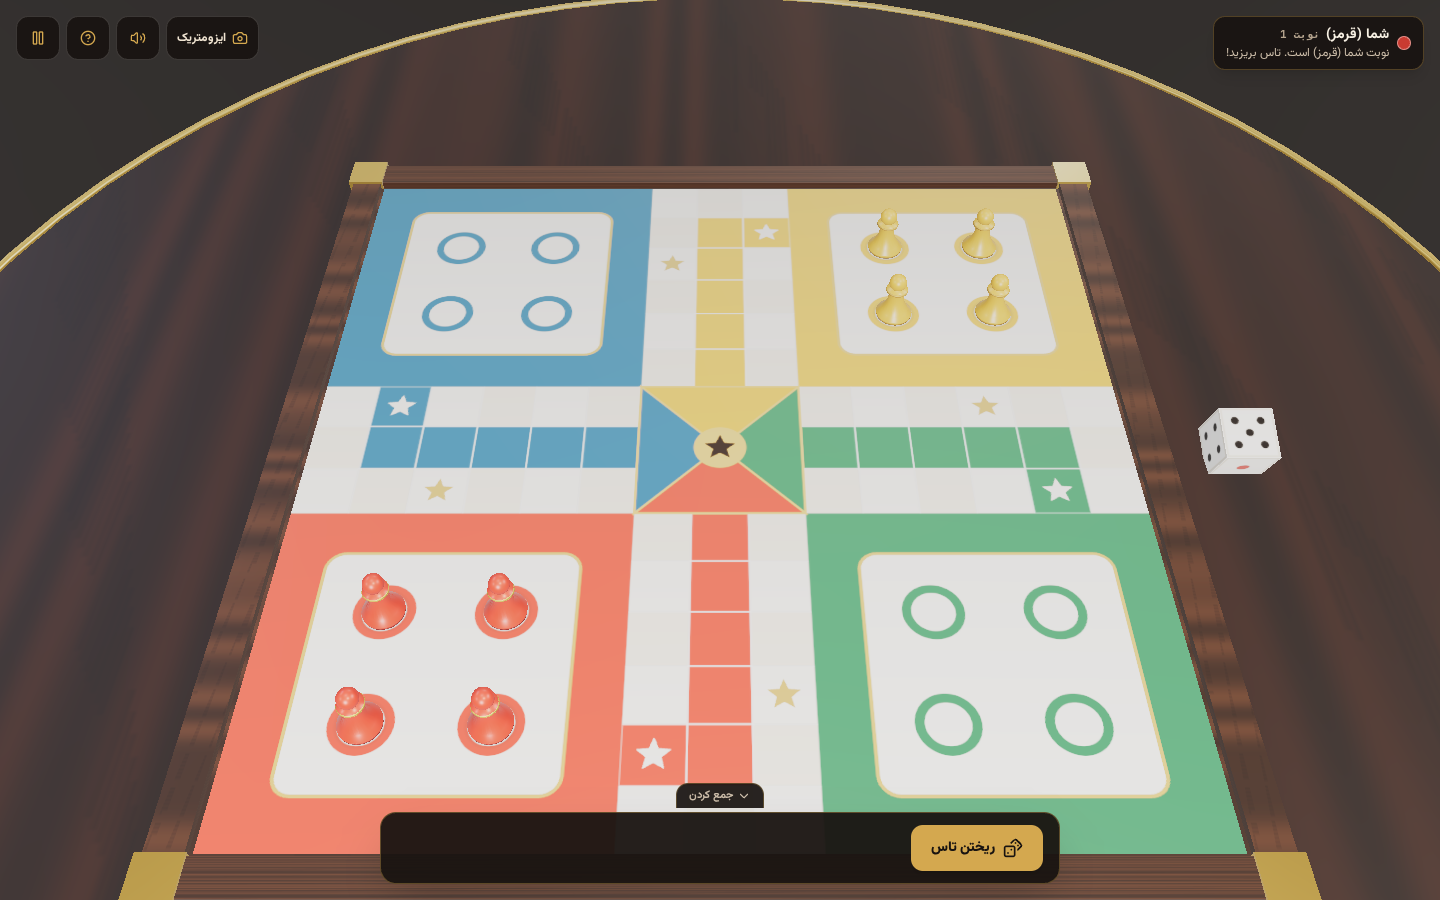 شما (قرمز) نوبت 1
نوبت شما (قرمز) است. تاس بریزید!
ایزومتریک
جمع کردن
ریختن تاس